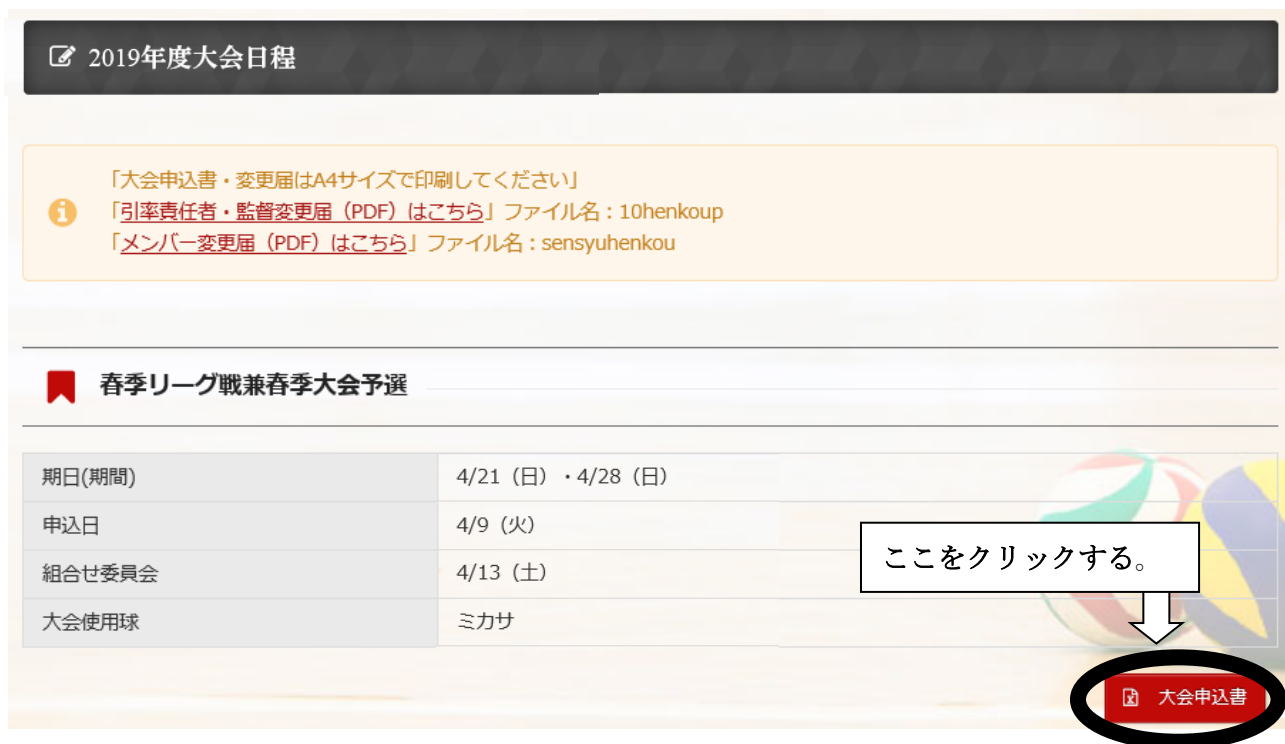 2019年度大会日程
「大会申込書・変更届はA4サイズで印刷してください」
「引率責任者・監督変更届（PDF）はこちら」ファイル名：10henkoup
「メンバー変更届（PDF）はこちら」ファイル名：sensyuhenkou
春季リーグ戦兼春季大会予選
期日(期間) 4/21（日）・4/28（日）
申込日 4/9（火）
組合せ委員会 4/13（土）
大会使用球 ミカサ
ここをクリックする。
大会申込書